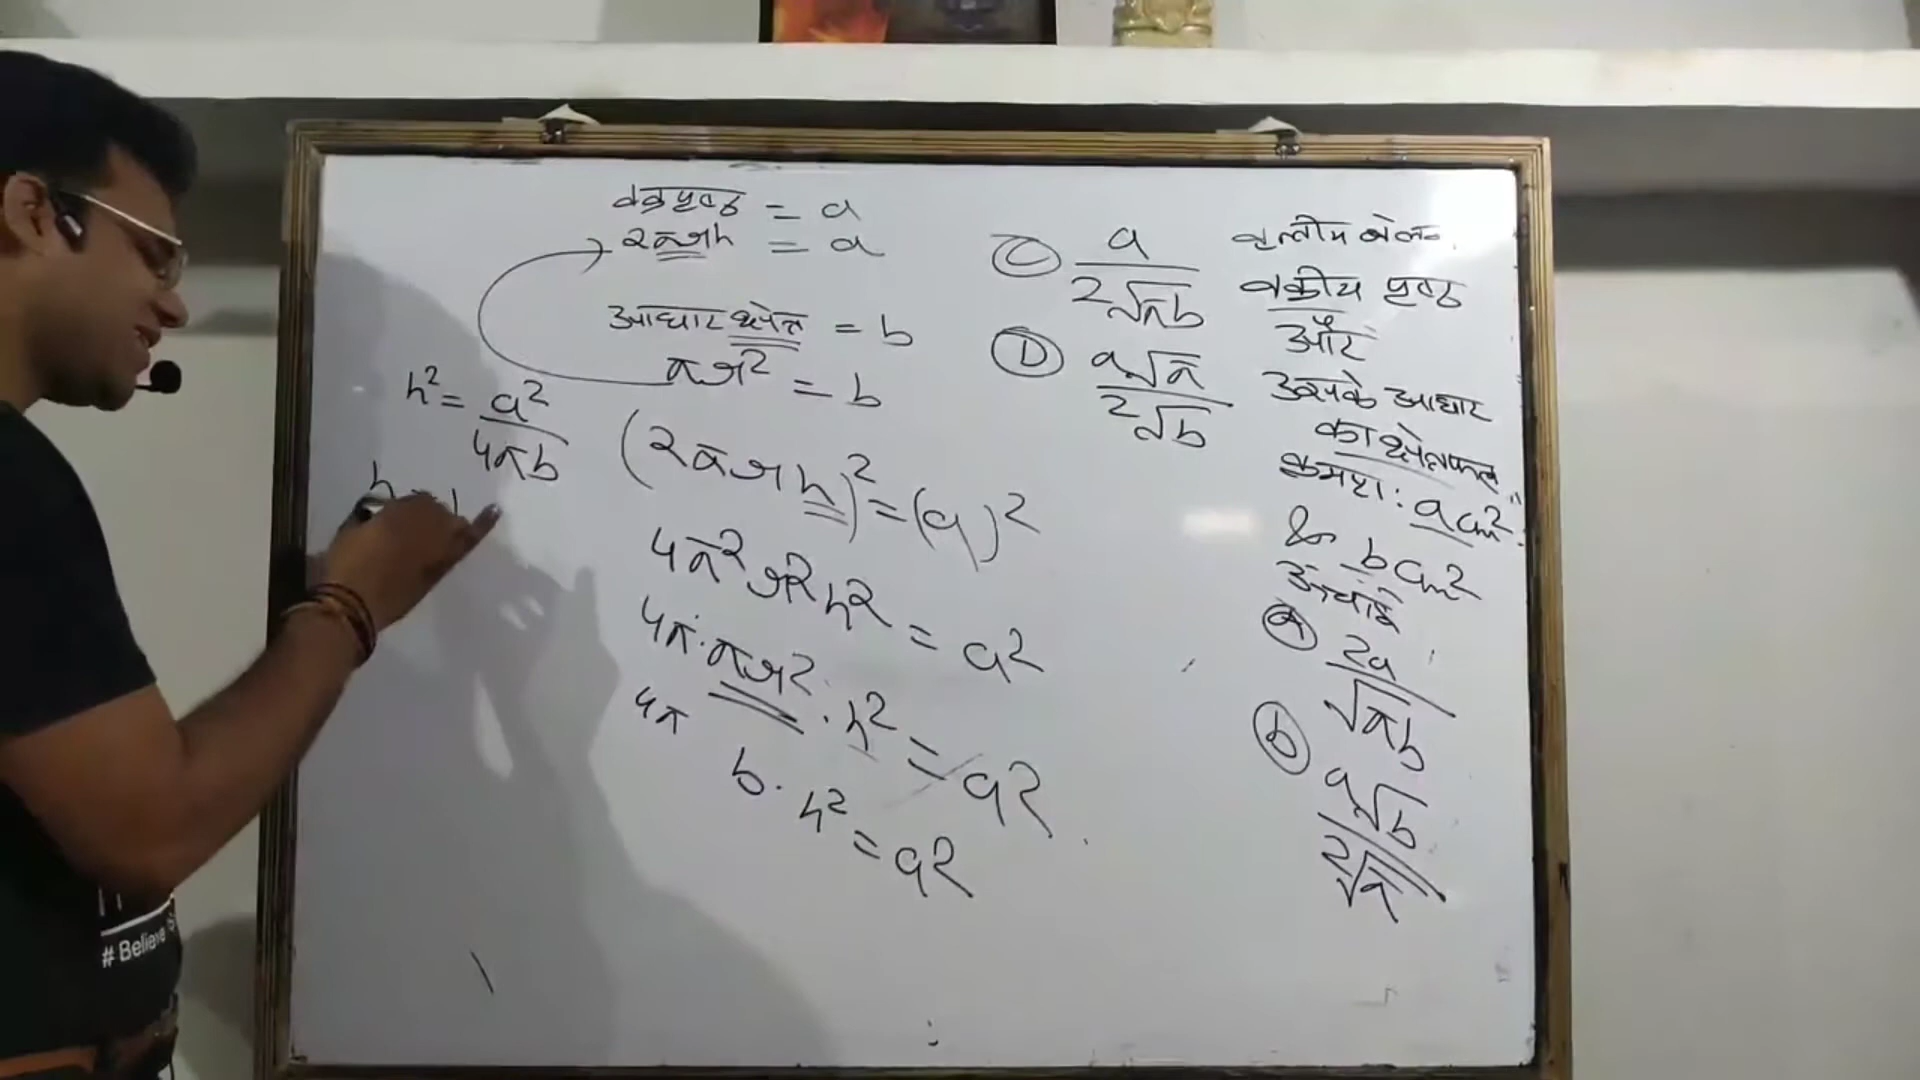 वक्रपृष्ठ = a
2πrh = a
आधार क्षेत्र = b
πr² = b
h² = a²/4πb
h =
(2πrh)² = (a)²
4π²r²h² = a²
4π·πr²·h² = a²
4π b·h² = a²
C a/2√πb
D a√π/2√b
वृत्तीय बेलन
वक्रीय पृष्ठ
और
उसके आधार
का क्षेत्रफल
क्रमशः: a cm²
& b cm²
ऊंचाई
a 2a/√πb
b a√b/2√π
# Believe